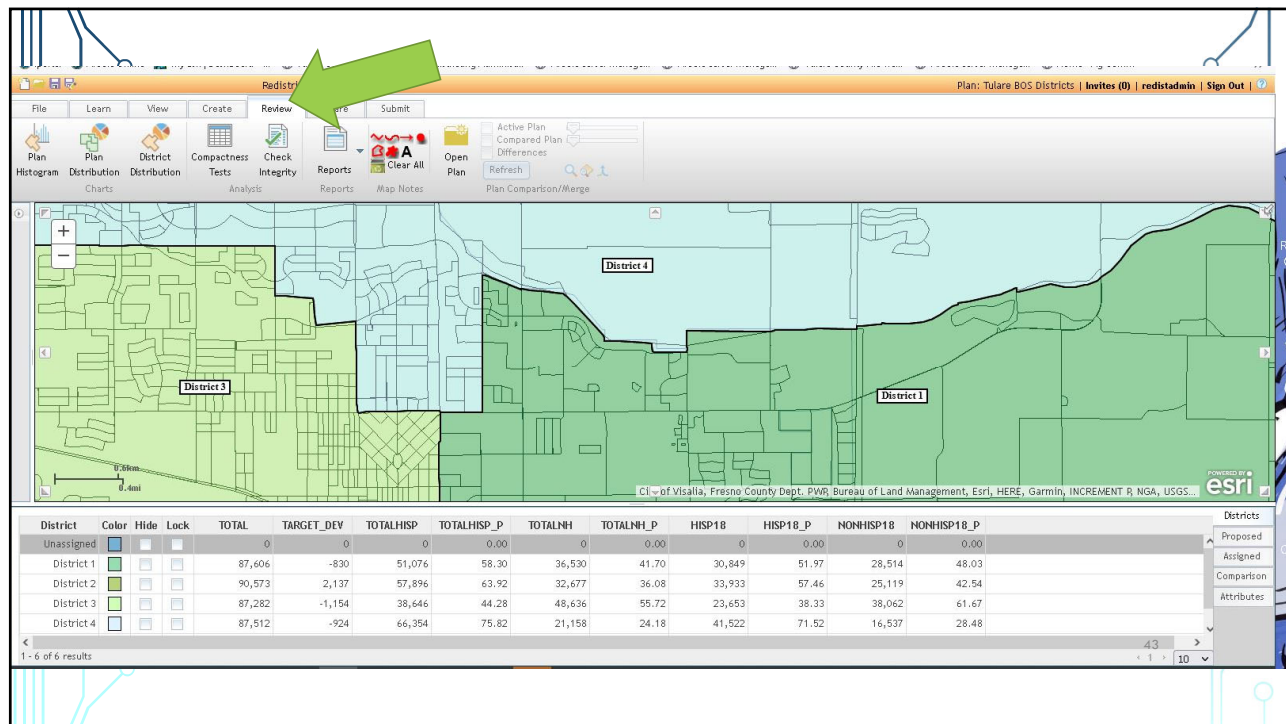 Redistri
Plan: Tulare BOS Districts | Invites (0) | redistadmin | Sign Out | ?
File Learn View Create Review Submit
Plan Histogram
Plan Distribution
District Distribution
Charts
Compactness Tests
Check Integrity
Analysis
Reports
Reports
A
Clear All
Map Notes
Open Plan
Active Plan
Compared Plan
Differences
Refresh
Plan Comparison/Merge
+
−
District 4
District 3
District 1
0.6km
0.4mi
of Visalia, Fresno County Dept. PWP, Bureau of Land Management, Esri, HERE, Garmin, INCREMENT P, NGA, USGS...
POWERED BY
esri
District Color Hide Lock TOTAL TARGET_DEV TOTALHISP TOTALHISP_P TOTALNH TOTALNH_P HISP18 HISP18_P NONHISP18 NONHISP18_P
Unassigned 0 0 0 0.00 0 0.00 0 0.00 0 0.00
District 1 87,606 -830 51,076 58.30 36,530 41.70 30,849 51.97 28,514 48.03
District 2 90,573 2,137 57,896 63.92 32,677 36.08 33,933 57.46 25,119 42.54
District 3 87,282 -1,154 38,646 44.28 48,636 55.72 23,653 38.33 38,062 61.67
District 4 87,512 -924 66,354 75.82 21,158 24.18 41,522 71.52 16,537 28.48
Districts
Proposed
Assigned
Comparison
Attributes
1 - 6 of 6 results
43
1
10